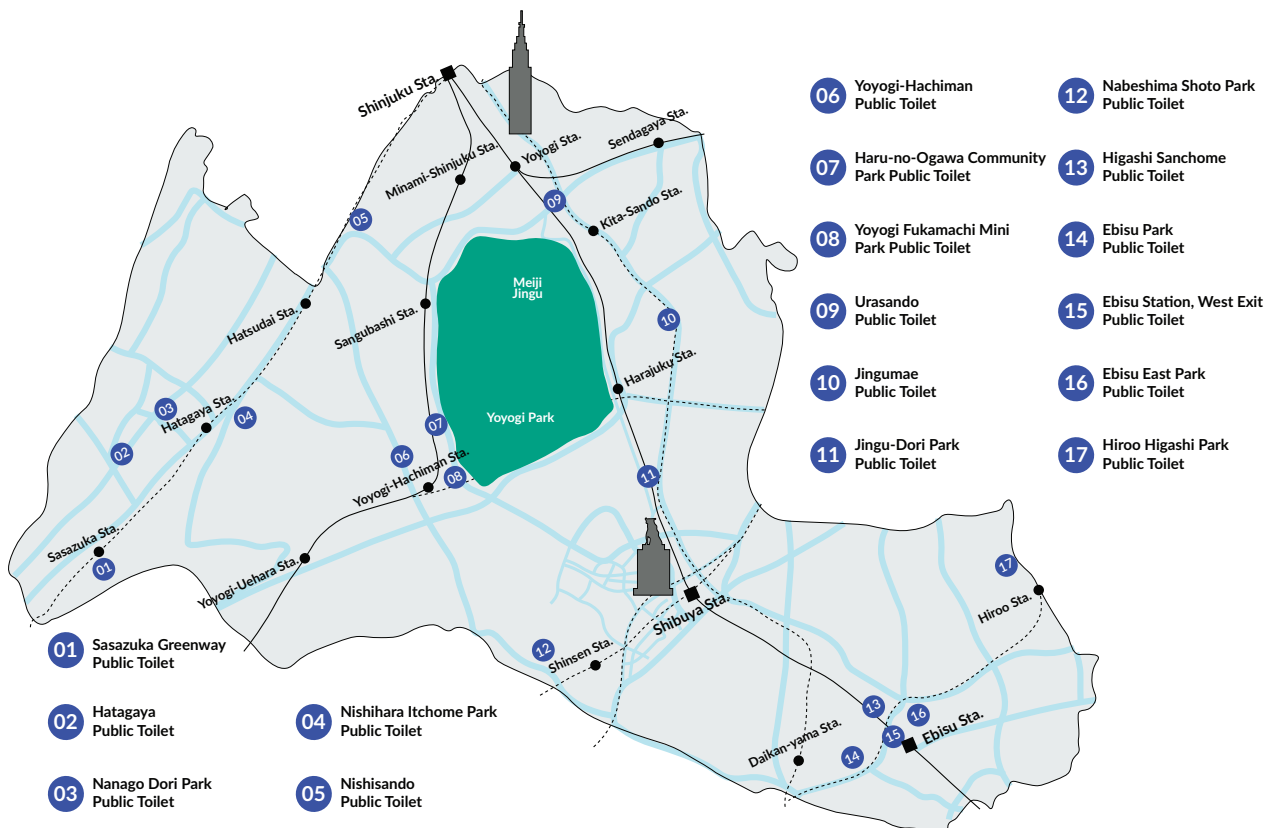 Shinjuku Sta.
Yoyogi Sta.
Sendagaya Sta.
Minami-Shinjuku Sta.
05
09
Kita-Sando Sta.
Meiji
Jingu
Hatsudai Sta.
Sangubashi Sta.
10
Harajuku Sta.
03
Hatagaya Sta.
04
Yoyogi Park
07
02
06
Yoyogi-Hachiman Sta.
08
11
Sasazuka Sta.
01
Yoyogi-Uehara Sta.
17
Hiroo Sta.
Shibuya Sta.
12
Shinsen Sta.
13
16
15
Ebisu Sta.
Daikan-yama Sta.
14
01
Sasazuka Greenway
Public Toilet
02
Hatagaya
Public Toilet
03
Nanago Dori Park
Public Toilet
04
Nishihara Itchome Park
Public Toilet
05
Nishisando
Public Toilet
06
Yoyogi-Hachiman
Public Toilet
07
Haru-no-Ogawa Community
Park Public Toilet
08
Yoyogi Fukamachi Mini
Park Public Toilet
09
Urasando
Public Toilet
10
Jingumae
Public Toilet
11
Jingu-Dori Park
Public Toilet
12
Nabeshima Shoto Park
Public Toilet
13
Higashi Sanchome
Public Toilet
14
Ebisu Park
Public Toilet
15
Ebisu Station, West Exit
Public Toilet
16
Ebisu East Park
Public Toilet
17
Hiroo Higashi Park
Public Toilet